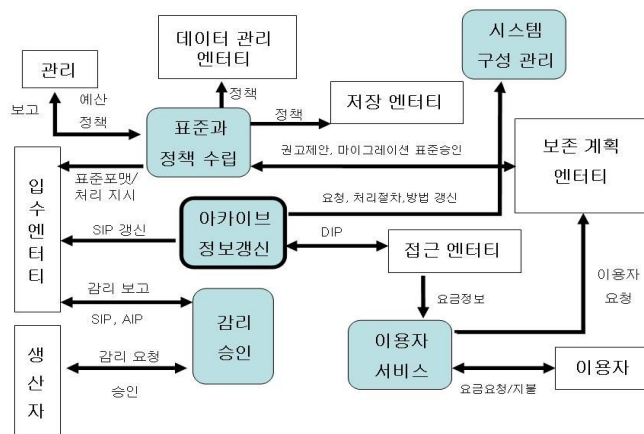 데이터 관리
엔터티
시스템
구성 관리
관리
예산
보고
정책
정책
정책
저장 엔터티
표준과
정책 수립
권고제안, 마이그레이션 표준승인
보존 계획
엔터티
입수엔터티
표준포맷/
처리 지시
요청, 처리절차,방법 갱신
아카이브
정보갱신
SIP 갱신
DIP
접근 엔터티
이용자
요청
감리 보고
SIP, AIP
감리
승인
요금정보
생산자
감리 요청
승인
이용자
서비스
이용자
요금요청/지불